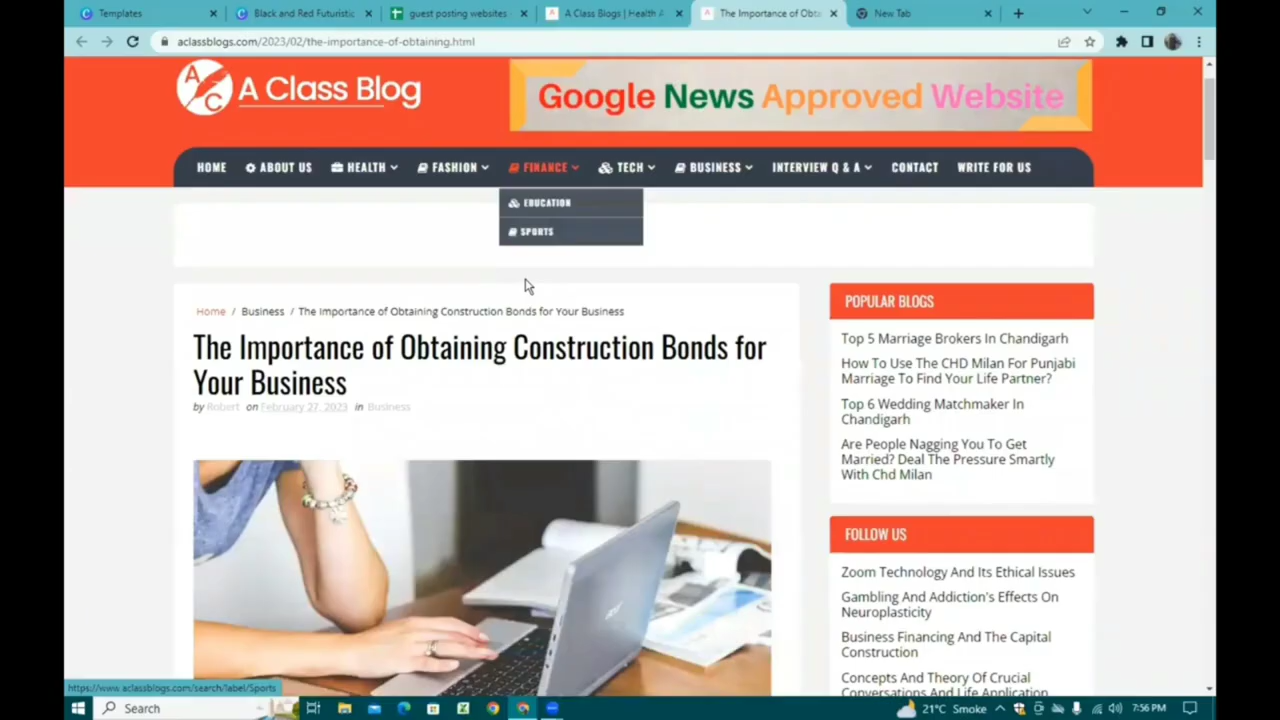 Templates
Black and Red Futuristic
guest posting websites
A Class Blogs | Health A
The Importance of Obta
New Tab
aclassblogs.com/2023/02/the-importance-of-obtaining.html
A C
A Class Blog
Google News Approved Website
HOME
ABOUT US
HEALTH
FASHION
FINANCE
TECH
BUSINESS
INTERVIEW Q & A
CONTACT
WRITE FOR US
EDUCATION
SPORTS
Home / Business / The Importance of Obtaining Construction Bonds for Your Business
The Importance of Obtaining Construction Bonds for
Your Business
by Robert on February 27, 2023 in Business
acer
POPULAR BLOGS
Top 5 Marriage Brokers In Chandigarh
How To Use The CHD Milan For Punjabi
Marriage To Find Your Life Partner?
Top 6 Wedding Matchmaker In
Chandigarh
Are People Nagging You To Get
Married? Deal The Pressure Smartly
With Chd Milan
FOLLOW US
Zoom Technology And Its Ethical Issues
Gambling And Addiction's Effects On
Neuroplasticity
Business Financing And The Capital
Construction
Concepts And Theory Of Crucial
Conversations And Life Application
https://www.aclassblogs.com/search/label/Sports
Search
21°C Smoke
7:56 PM